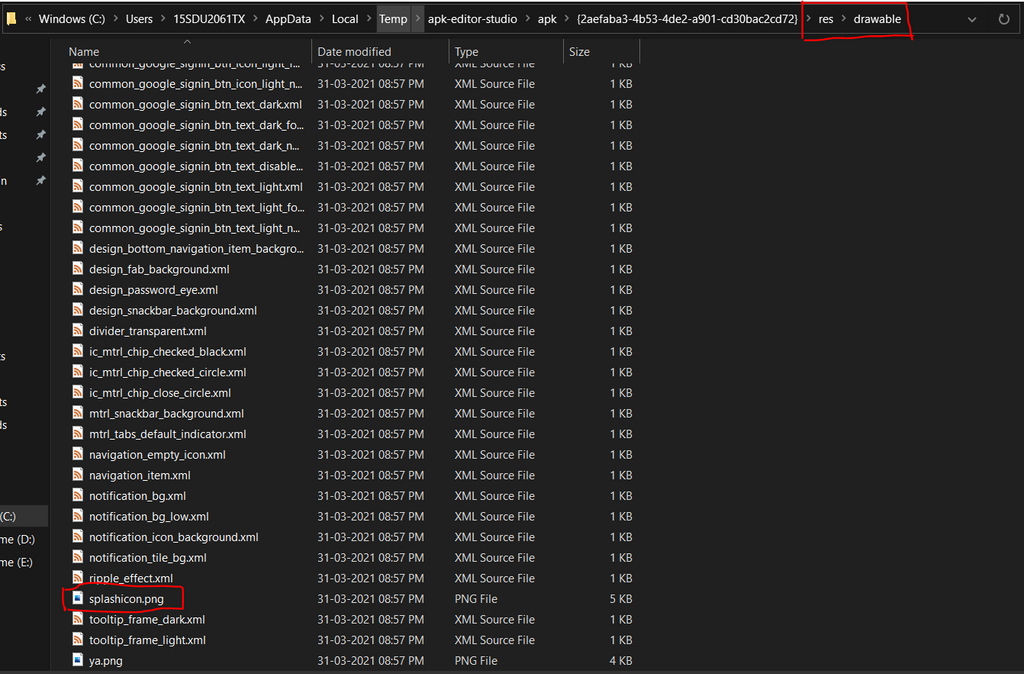 « Windows (C:) > Users > 15SDU2061TX > AppData > Local > Temp > apk-editor-studio > apk > {2aefaba3-4b53-4de2-a901-cd30bac2cd72} > res > drawable
Name Date modified Type Size
common_google_signin_btn_icon_light_f... 31-03-2021 08:57 PM XML Source File 1 KB
common_google_signin_btn_icon_light_n... 31-03-2021 08:57 PM XML Source File 1 KB
common_google_signin_btn_text_dark.xml 31-03-2021 08:57 PM XML Source File 1 KB
common_google_signin_btn_text_dark_fo... 31-03-2021 08:57 PM XML Source File 1 KB
common_google_signin_btn_text_dark_n... 31-03-2021 08:57 PM XML Source File 1 KB
common_google_signin_btn_text_disable... 31-03-2021 08:57 PM XML Source File 1 KB
common_google_signin_btn_text_light.xml 31-03-2021 08:57 PM XML Source File 1 KB
common_google_signin_btn_text_light_fo... 31-03-2021 08:57 PM XML Source File 1 KB
common_google_signin_btn_text_light_n... 31-03-2021 08:57 PM XML Source File 1 KB
design_bottom_navigation_item_backgro... 31-03-2021 08:57 PM XML Source File 1 KB
design_fab_background.xml 31-03-2021 08:57 PM XML Source File 1 KB
design_password_eye.xml 31-03-2021 08:57 PM XML Source File 1 KB
design_snackbar_background.xml 31-03-2021 08:57 PM XML Source File 1 KB
divider_transparent.xml 31-03-2021 08:57 PM XML Source File 1 KB
ic_mtrl_chip_checked_black.xml 31-03-2021 08:57 PM XML Source File 1 KB
ic_mtrl_chip_checked_circle.xml 31-03-2021 08:57 PM XML Source File 1 KB
ic_mtrl_chip_close_circle.xml 31-03-2021 08:57 PM XML Source File 1 KB
mtrl_snackbar_background.xml 31-03-2021 08:57 PM XML Source File 1 KB
mtrl_tabs_default_indicator.xml 31-03-2021 08:57 PM XML Source File 1 KB
navigation_empty_icon.xml 31-03-2021 08:57 PM XML Source File 1 KB
navigation_item.xml 31-03-2021 08:57 PM XML Source File 1 KB
notification_bg.xml 31-03-2021 08:57 PM XML Source File 1 KB
(C:) notification_bg_low.xml 31-03-2021 08:57 PM XML Source File 1 KB
me (D:) notification_icon_background.xml 31-03-2021 08:57 PM XML Source File 1 KB
me (E:) notification_tile_bg.xml 31-03-2021 08:57 PM XML Source File 1 KB
ripple_effect.xml 31-03-2021 08:57 PM XML Source File 1 KB
splashicon.png 31-03-2021 08:57 PM PNG File 5 KB
tooltip_frame_dark.xml 31-03-2021 08:57 PM XML Source File 1 KB
tooltip_frame_light.xml 31-03-2021 08:57 PM XML Source File 1 KB
ya.png 31-03-2021 08:57 PM PNG File 4 KB